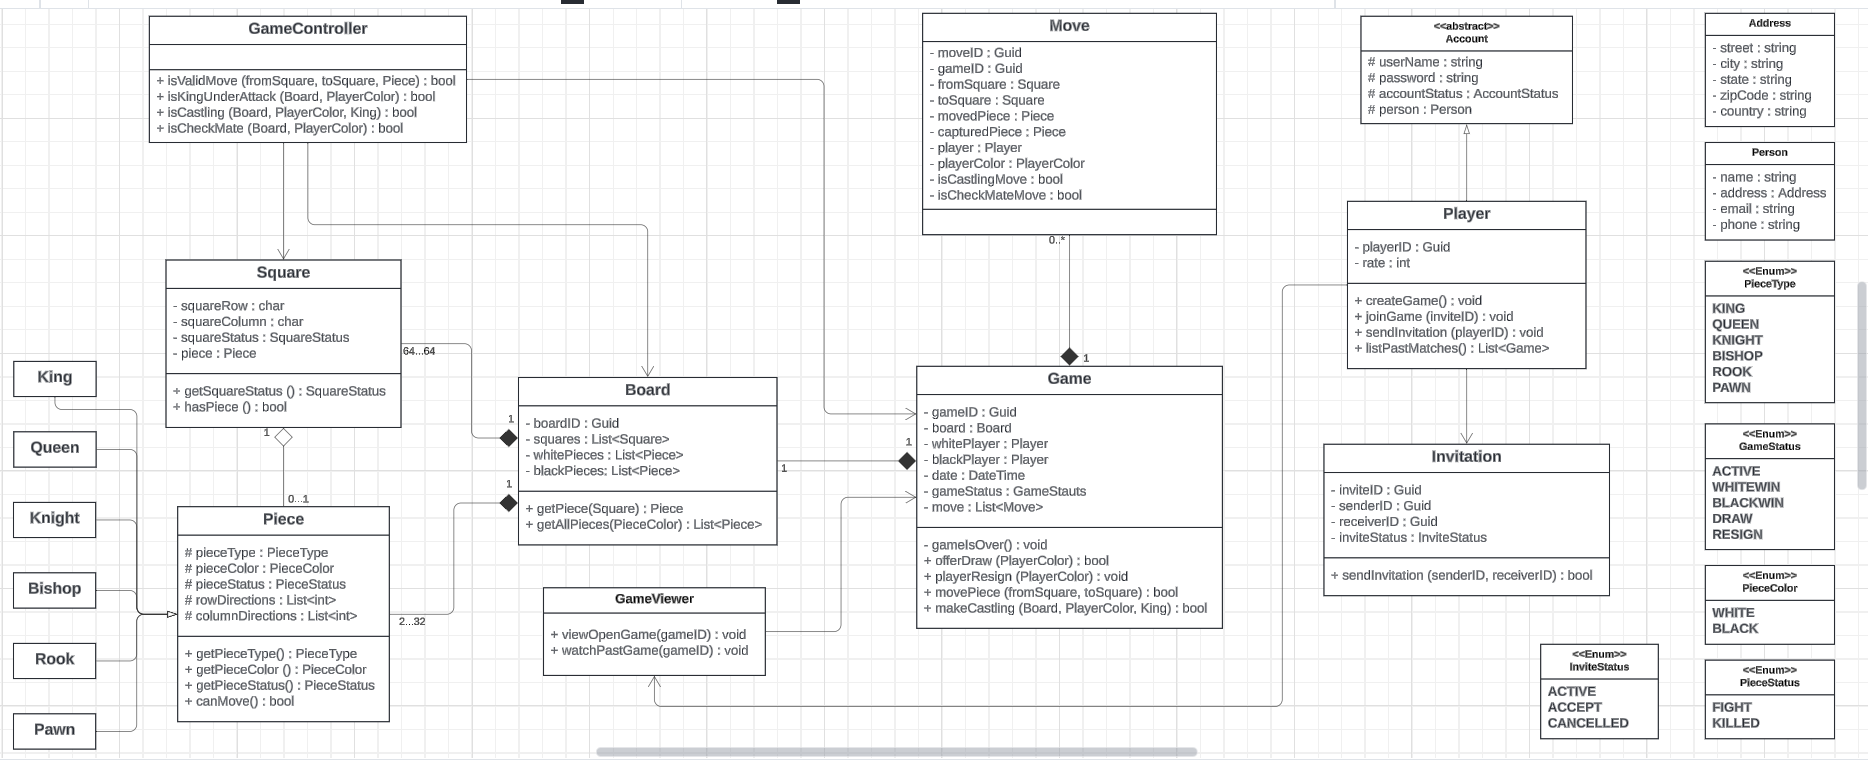 GameController
+ isValidMove (fromSquare, toSquare, Piece) : bool
+ isKingUnderAttack (Board, PlayerColor) : bool
+ isCastling (Board, PlayerColor, King) : bool
+ isCheckMate (Board, PlayerColor) : bool
Move
- moveID : Guid
- gameID : Guid
- fromSquare : Square
- toSquare : Square
- movedPiece : Piece
- capturedPiece : Piece
- player : Player
- playerColor : PlayerColor
- isCastlingMove : bool
- isCheckMateMove : bool
0..*
1
<<abstract>>
Account
# userName : string
# password : string
# accountStatus : AccountStatus
# person : Person
Address
- street : string
- city : string
- state : string
- zipCode : string
- country : string
Person
- name : string
- address : Address
- email : string
- phone : string
Player
- playerID : Guid
- rate : int
+ createGame() : void
+ joinGame (inviteID) : void
+ sendInvitation (playerID) : void
+ listPastMatches() : List<Game>
Square
- squareRow : char
- squareColumn : char
- squareStatus : SquareStatus
- piece : Piece
+ getSquareStatus () : SquareStatus
+ hasPiece () : bool
64...64
1
1
0...1
King
Queen
Knight
Bishop
Rook
Pawn
Board
- boardID : Guid
- squares : List<Square>
- whitePieces : List<Piece>
- blackPieces: List<Piece>
+ getPiece(Square) : Piece
+ getAllPieces(PieceColor) : List<Piece>
1
1
1
2...32
Piece
# pieceType : PieceType
# pieceColor : PieceColor
# pieceStatus : PieceStatus
# rowDirections : List<int>
# columnDirections : List<int>
+ getPieceType() : PieceType
+ getPieceColor () : PieceColor
+ getPieceStatus() : PieceStatus
+ canMove() : bool
GameViewer
+ viewOpenGame(gameID) : void
+ watchPastGame(gameID) : void
Game
- gameID : Guid
- board : Board
- whitePlayer : Player
- blackPlayer : Player
- date : DateTime
- gameStatus : GameStauts
- move : List<Move>
- gameIsOver() : void
+ offerDraw (PlayerColor) : bool
+ playerResign (PlayerColor) : void
+ movePiece (fromSquare, toSquare) : bool
+ makeCastling (Board, PlayerColor, King) : bool
Invitation
- inviteID : Guid
- senderID : Guid
- receiverID : Guid
- inviteStatus : InviteStatus
+ sendInvitation (senderID, receiverID) : bool
<<Enum>>
PieceType
KING
QUEEN
KNIGHT
BISHOP
ROOK
PAWN
<<Enum>>
GameStatus
ACTIVE
WHITEWIN
BLACKWIN
DRAW
RESIGN
<<Enum>>
PieceColor
WHITE
BLACK
<<Enum>>
InviteStatus
ACTIVE
ACCEPT
CANCELLED
<<Enum>>
PieceStatus
FIGHT
KILLED